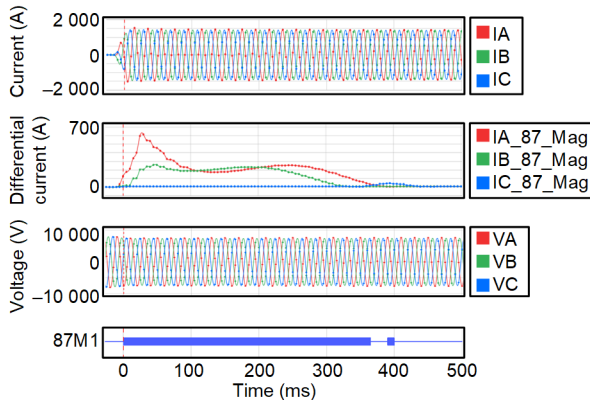 Current (A)
2 000
0
−2 000
IA
IB
IC
Differential
current (A)
700
0
IA_87_Mag
IB_87_Mag
IC_87_Mag
Voltage (V)
10 000
0
−10 000
VA
VB
VC
87M1
0 100 200 300 400 500
Time (ms)